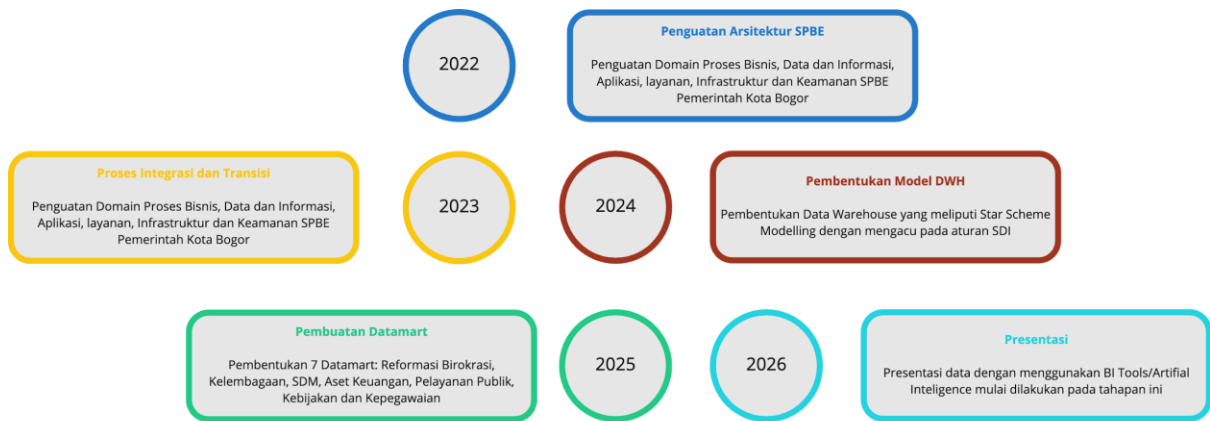 2022
Penguatan Arsitektur SPBE
Penguatan Domain Proses Bisnis, Data dan Informasi,
Aplikasi, layanan, Infrastruktur dan Keamanan SPBE
Pemerintah Kota Bogor
Proses Integrasi dan Transisi
Penguatan Domain Proses Bisnis, Data dan Informasi,
Aplikasi, layanan, Infrastruktur dan Keamanan SPBE
Pemerintah Kota Bogor
2023
2024
Pembentukan Model DWH
Pembentukan Data Warehouse yang meliputi Star Scheme
Modelling dengan mengacu pada aturan SDI
Pembuatan Datamart
Pembentukan 7 Datamart: Reformasi Birokrasi,
Kelembagaan, SDM, Aset Keuangan, Pelayanan Publik,
Kebijakan dan Kepegawaian
2025
2026
Presentasi
Presentasi data dengan menggunakan BI Tools/Artifial
Inteligence mulai dilakukan pada tahapan ini